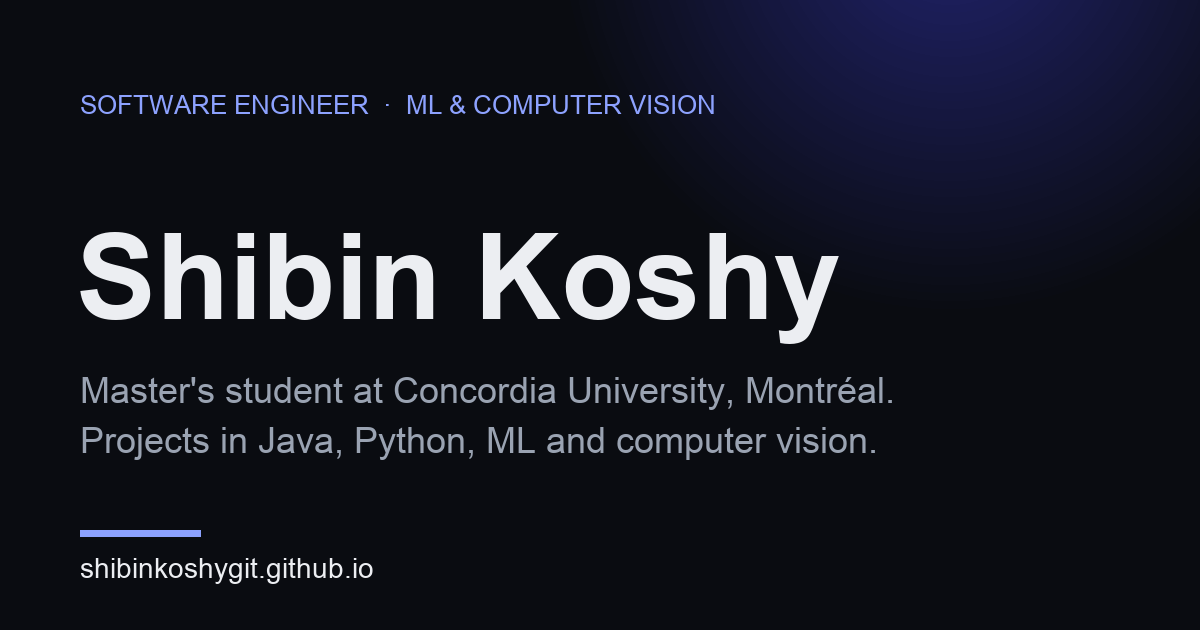 SOFTWARE ENGINEER · ML & COMPUTER VISION
Shibin Koshy
Master's student at Concordia University, Montréal.
Projects in Java, Python, ML and computer vision.
shibinkoshygit.github.io